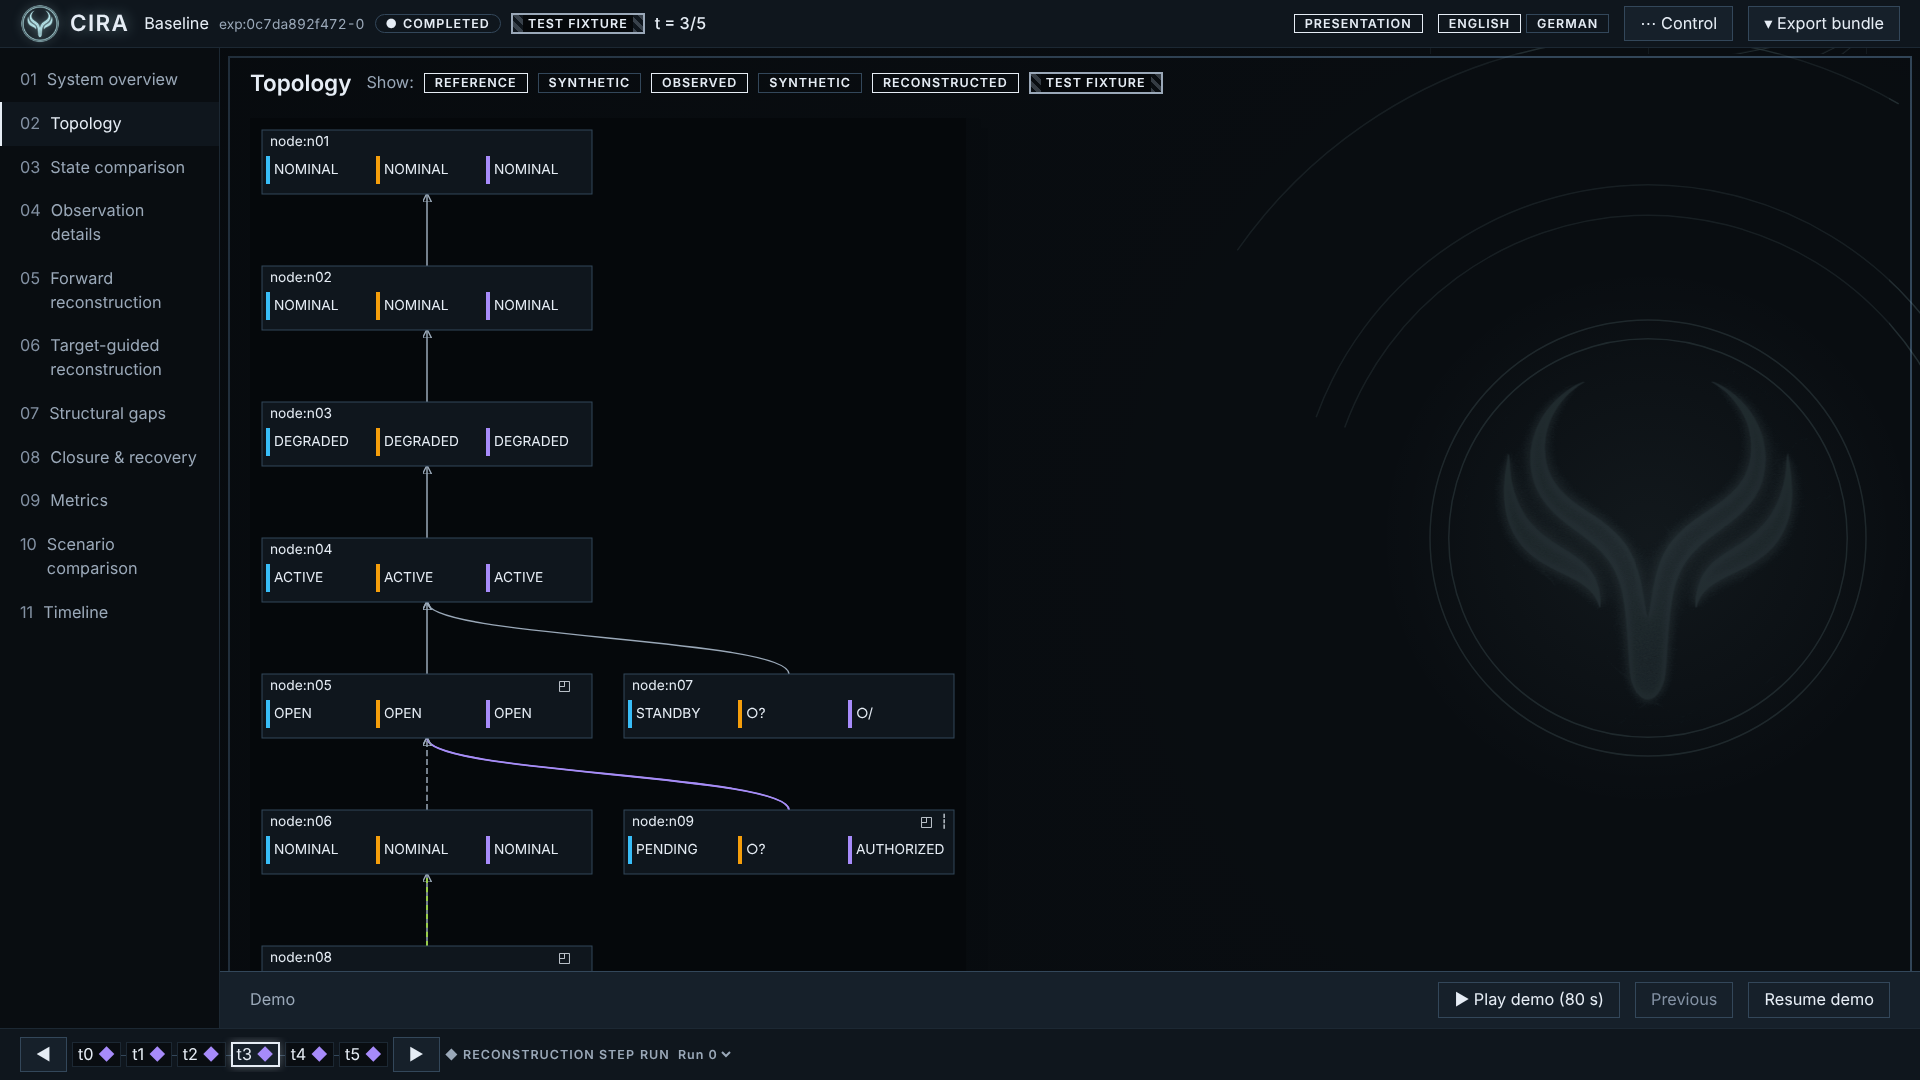 CIRA Baseline exp:0c7da892f472-0 COMPLETED TEST FIXTURE t = 3/5 PRESENTATION ENGLISH GERMAN ··· Control ▾ Export bundle
01 System overview
02 Topology
03 State comparison
04 Observation
details
05 Forward
reconstruction
06 Target-guided
reconstruction
07 Structural gaps
08 Closure & recovery
09 Metrics
10 Scenario
comparison
11 Timeline
Topology Show: REFERENCE SYNTHETIC OBSERVED SYNTHETIC RECONSTRUCTED TEST FIXTURE
node:n01
NOMINAL NOMINAL NOMINAL
node:n02
NOMINAL NOMINAL NOMINAL
node:n03
DEGRADED DEGRADED DEGRADED
node:n04
ACTIVE ACTIVE ACTIVE
node:n05
OPEN OPEN OPEN
node:n07
STANDBY O? O/
node:n06
NOMINAL NOMINAL NOMINAL
node:n09
PENDING O? AUTHORIZED
node:n08
Demo ▶ Play demo (80 s) Previous Resume demo
◀ t0 ◆ t1 ◆ t2 ◆ t3 ◆ t4 ◆ t5 ◆ ▶ ◆ RECONSTRUCTION STEP RUN Run 0